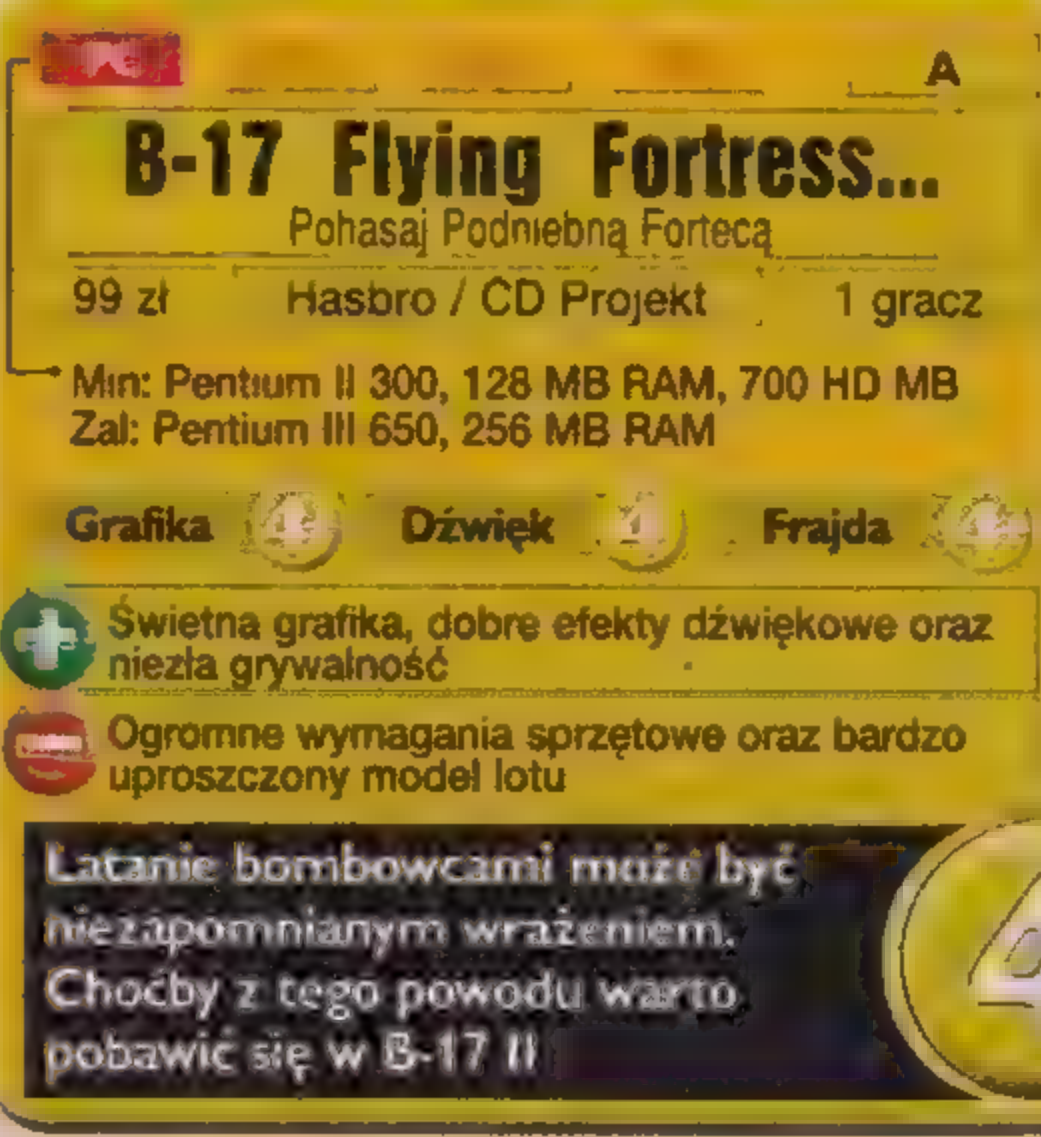 A
B-17 Flying Fortress...
Pohasaj Podniebną Fortecą
99 zł Hasbro / CD Projekt 1 gracz
Min: Pentium II 300, 128 MB RAM, 700 HD MB
Zal: Pentium III 650, 256 MB RAM
Grafika Dźwięk Frajda
Świetna grafika, dobre efekty dźwiękowe oraz
niezła grywalność
Ogromne wymagania sprzętowe oraz bardzo
uproszczony model lotu
Latanie bombowcami może być
niezapomnianym wrażeniem.
Choćby z tego powodu warto
pobawić się w B-17 II